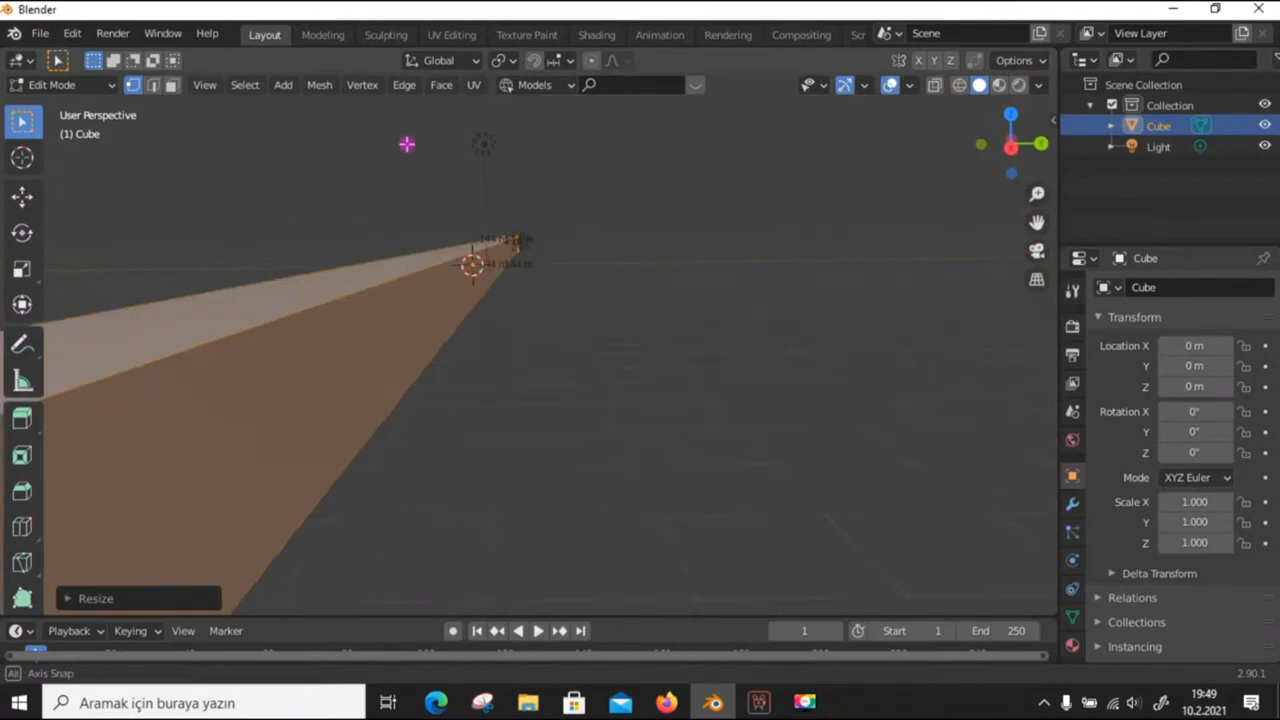 Blender
File Edit Render Window Help Layout Modeling Sculpting UV Editing Texture Paint Shading Animation Rendering Compositing Scr Scene View Layer
Global X Y Z Options
Edit Mode View Select Add Mesh Vertex Edge Face UV Models
Scene Collection
Collection
Cube
Light
User Perspective
(1) Cube
Z
Y
X
Cube
Cube
Transform
Location X 0 m
Y 0 m
Z 0 m
Rotation X 0°
Y 0°
Z 0°
Mode XYZ Euler
Scale X 1.000
Y 1.000
Z 1.000
Delta Transform
Relations
Collections
Instancing
Resize
Playback Keying View Marker 1 Start 1 End 250
Alt Axis Snap 2.90.1
Aramak için buraya yazın
19:49
10.2.2021